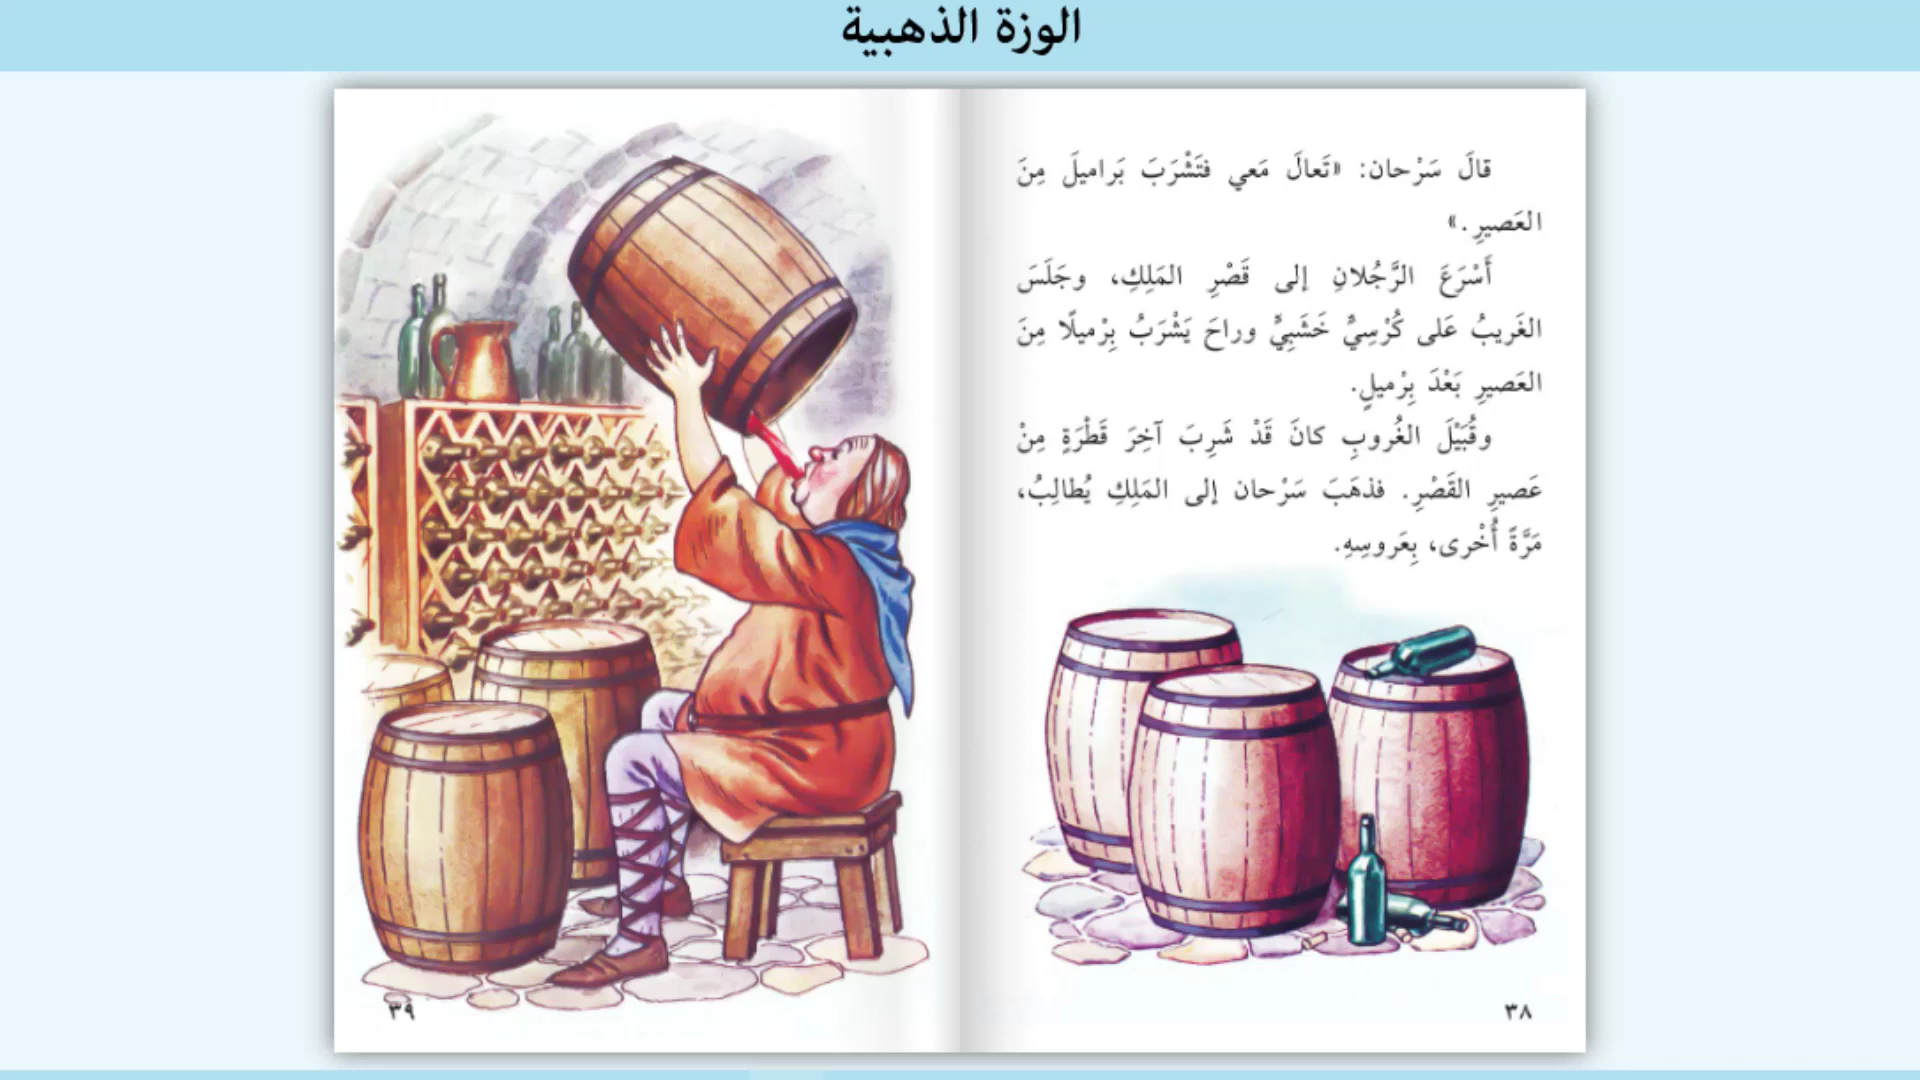 الوزة الذهبية
قالَ سَرْحان: «تَعالَ مَعي فتَشْرَبَ بَراميلَ مِنَ
العَصيرِ.»
أَسْرَعَ الرَّجُلانِ إلى قَصْرِ المَلِكِ، وجَلَسَ
الغَريبُ عَلى كُرْسِيٍّ خَشَبِيٍّ وراحَ يَشْرَبُ بِرْميلًا مِنَ
العَصيرِ بَعْدَ بِرْميلٍ.
وقُبَيْلَ الغُروبِ كانَ قَدْ شَرِبَ آخِرَ قَطْرَةٍ مِنْ
عَصيرِ القَصْرِ. فذهَبَ سَرْحان إلى المَلِكِ يُطالِبُ،
مَرَّةً أُخْرى، بِعَروسِهِ.
٣٨
٣٩